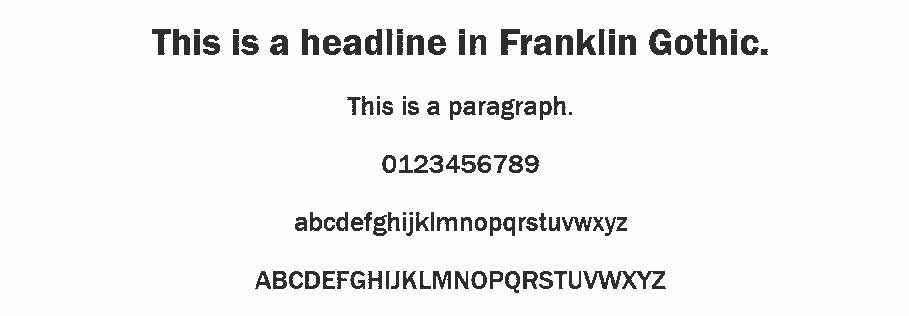 This is a headline in Franklin Gothic.
This is a paragraph.
0123456789
abcdefghijklmnopqrstuvwxyz
ABCDEFGHIJKLMNOPQRSTUVWXYZ